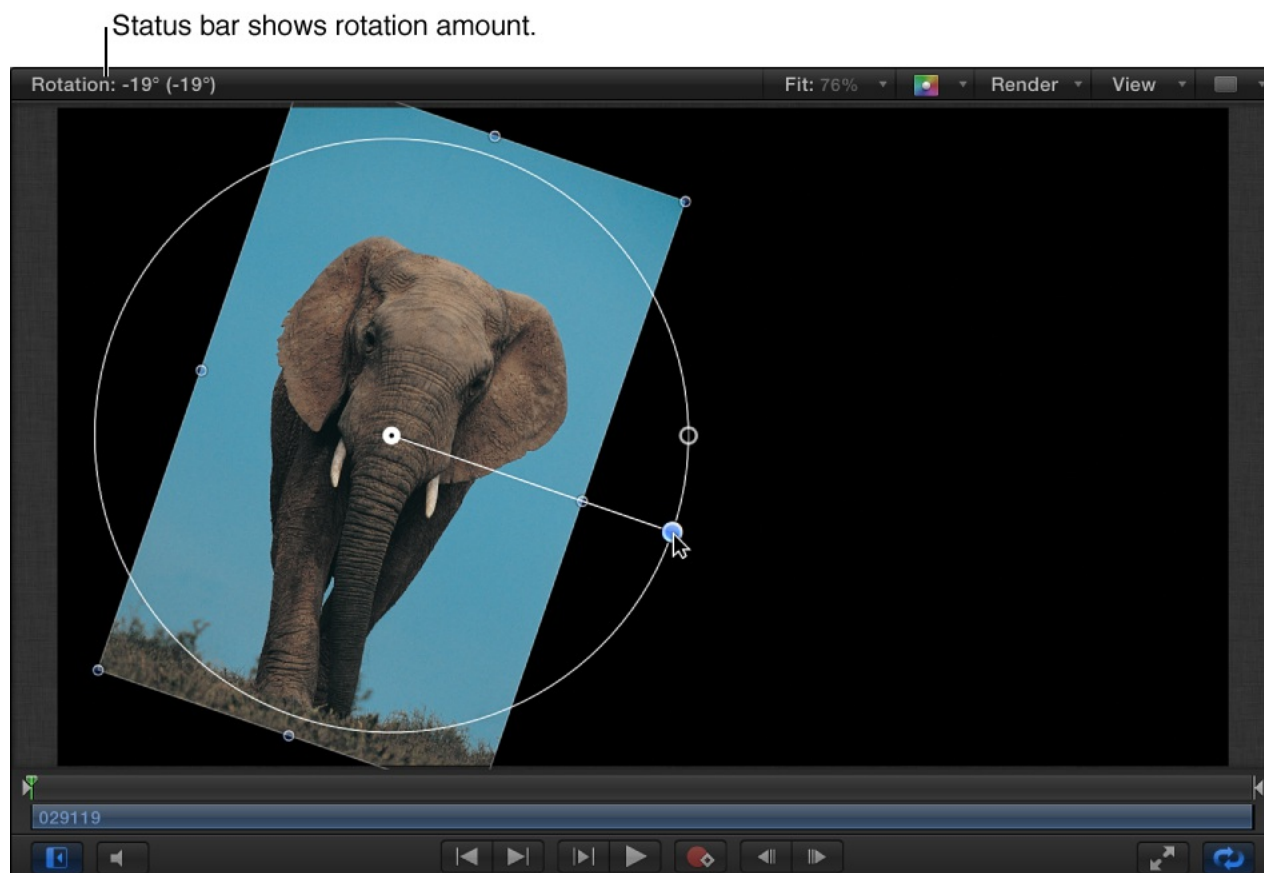 Status bar shows rotation amount.
Rotation: -19° (-19°)
Fit: 76%
Render
View
029119